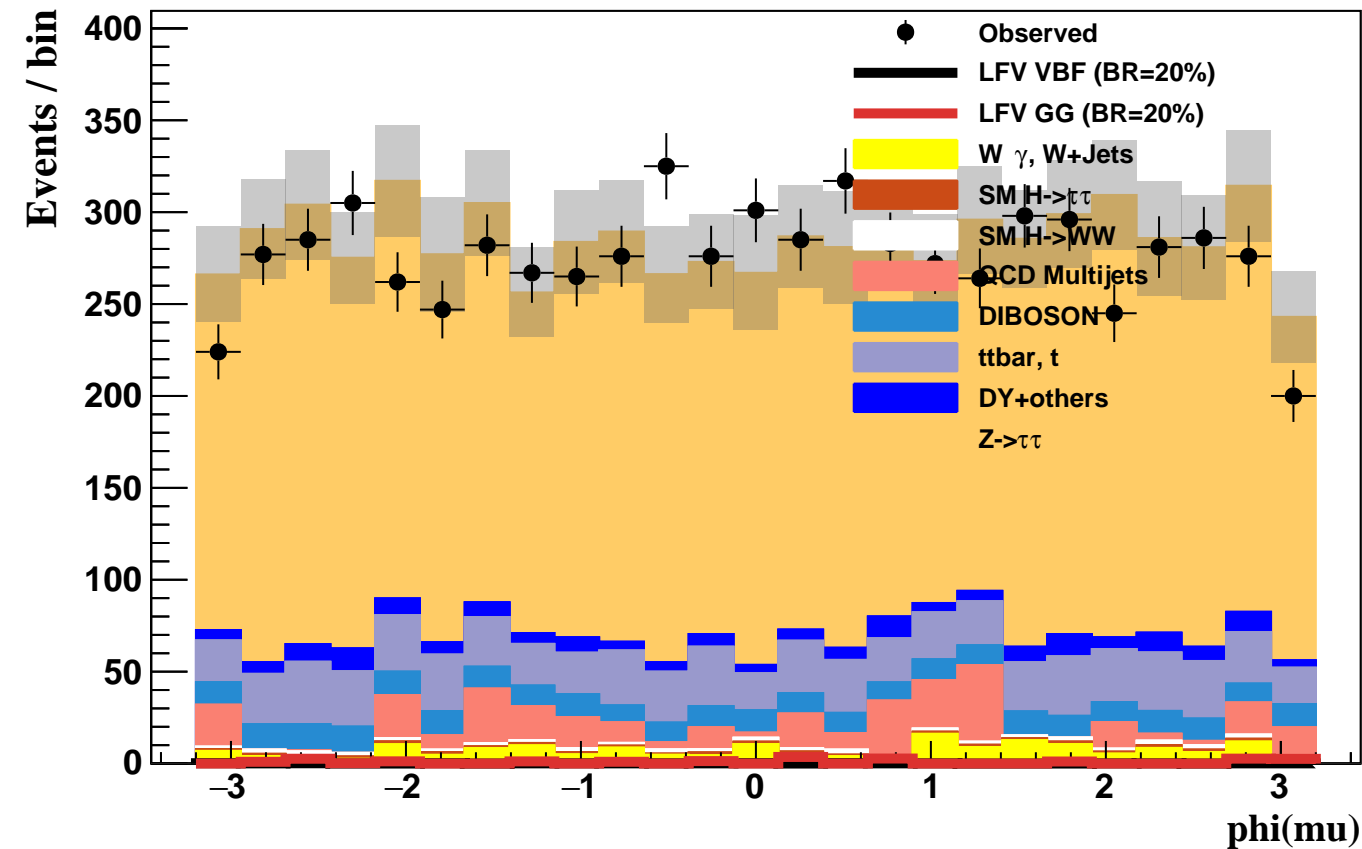 Events / bin
400
350
300
250
200
150
100
50
0
−3
−2
−1
0
1
2
3
phi(mu)
Observed
LFV VBF (BR=20%)
LFV GG (BR=20%)
W γ, W+Jets
SM H->ττ
SM H->WW
QCD Multijets
DIBOSON
ttbar, t
DY+others
Z->ττ